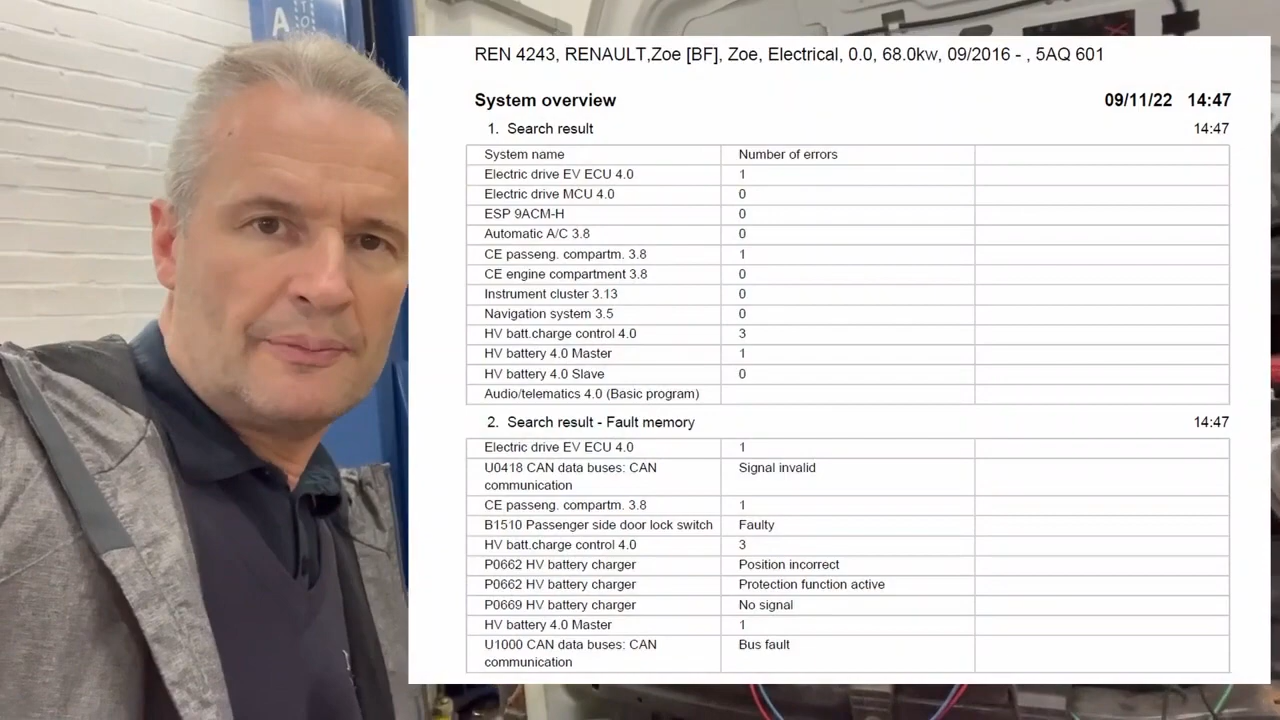 A
REN 4243, RENAULT,Zoe [BF], Zoe, Electrical, 0.0, 68.0kw, 09/2016 - , 5AQ 601
System overview 09/11/22 14:47
1. Search result 14:47
System name Number of errors
Electric drive EV ECU 4.0 1
Electric drive MCU 4.0 0
ESP 9ACM-H 0
Automatic A/C 3.8 0
CE passeng. compartm. 3.8 1
CE engine compartment 3.8 0
Instrument cluster 3.13 0
Navigation system 3.5 0
HV batt.charge control 4.0 3
HV battery 4.0 Master 1
HV battery 4.0 Slave 0
Audio/telematics 4.0 (Basic program)
2. Search result - Fault memory 14:47
Electric drive EV ECU 4.0 1
U0418 CAN data buses: CAN Signal invalid
communication
CE passeng. compartm. 3.8 1
B1510 Passenger side door lock switch Faulty
HV batt.charge control 4.0 3
P0662 HV battery charger Position incorrect
P0662 HV battery charger Protection function active
P0669 HV battery charger No signal
HV battery 4.0 Master 1
U1000 CAN data buses: CAN Bus fault
communication